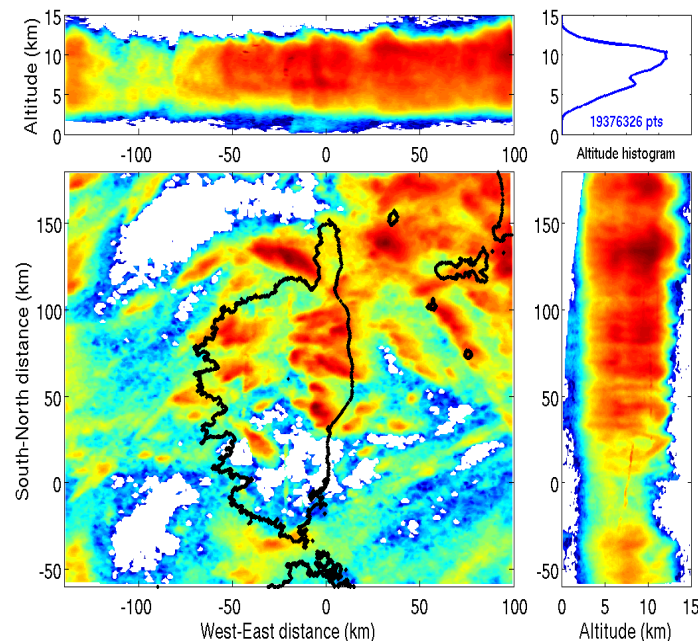 Altitude (km)
15
10
5
0
-100 -50 0 50 100
15
10
5
0
19376326 pts
Altitude histogram
South-North distance (km)
150
100
50
0
-50
-100 -50 0 50 100
West-East distance (km)
150
100
50
0
-50
0 5 10 15
Altitude (km)